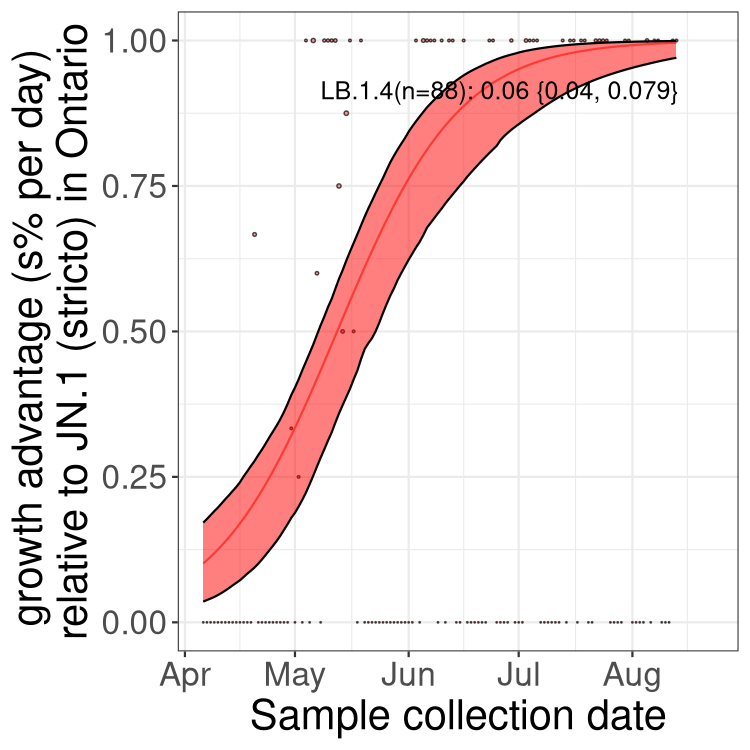 growth advantage (s% per day)
relative to JN.1 (stricto) in Ontario
1.00
0.75
0.50
0.25
0.00
LB.1.4(n=88): 0.06 {0.04, 0.079}
Apr May Jun Jul Aug
Sample collection date